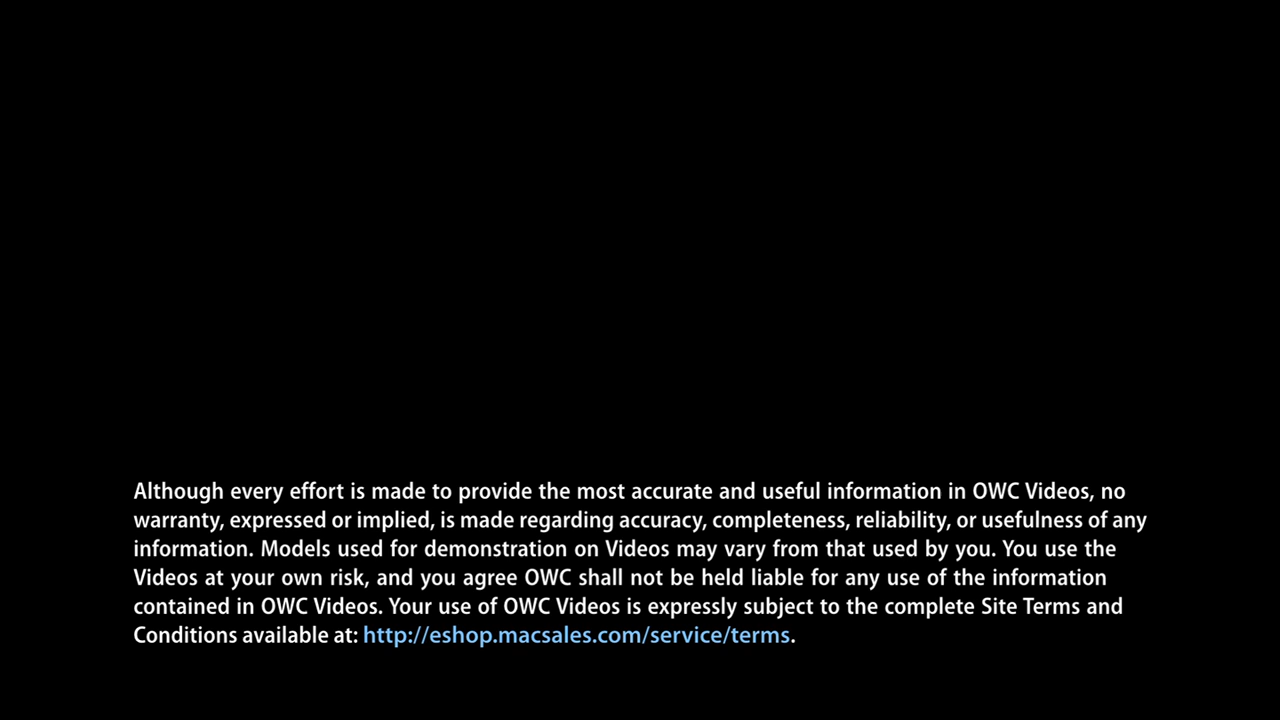 Although every effort is made to provide the most accurate and useful information in OWC Videos, no
warranty, expressed or implied, is made regarding accuracy, completeness, reliability, or usefulness of any
information. Models used for demonstration on Videos may vary from that used by you. You use the
Videos at your own risk, and you agree OWC shall not be held liable for any use of the information
contained in OWC Videos. Your use of OWC Videos is expressly subject to the complete Site Terms and
Conditions available at: http://eshop.macsales.com/service/terms.